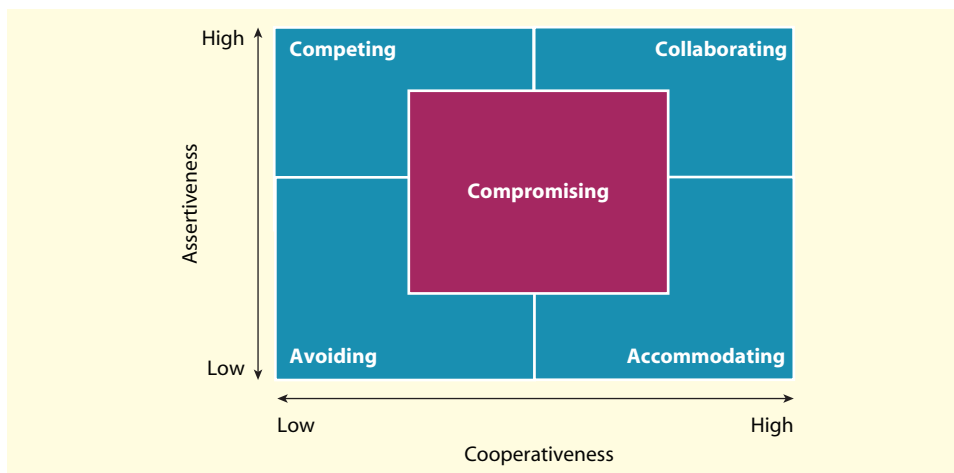 High
Competing
Collaborating
Assertiveness
Compromising
Avoiding
Accommodating
Low
Low
High
Cooperativeness